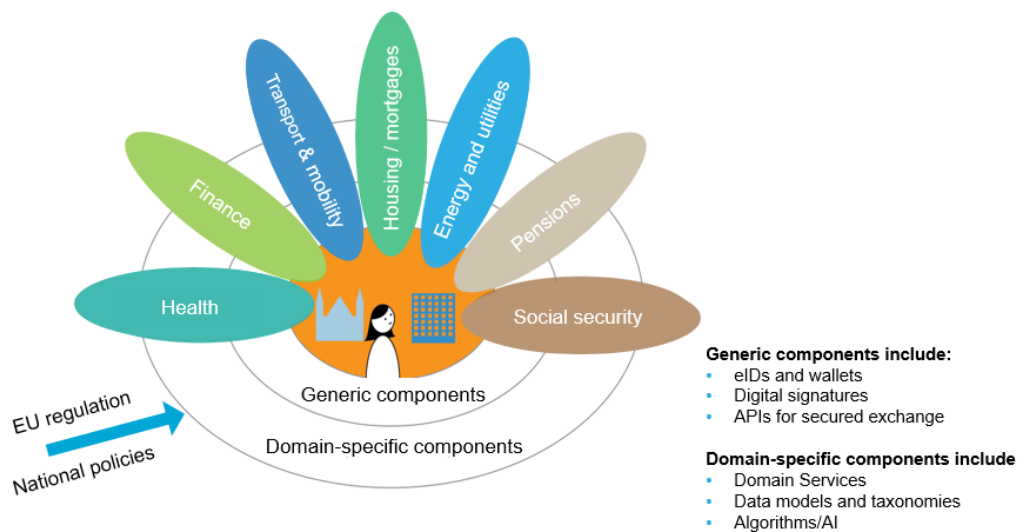 Transport & mobility
Housing / mortgages
Energy and utilities
Finance
Pensions
Health
Social security
Generic components
Domain-specific components
EU regulation
National policies
Generic components include:
• eIDs and wallets
• Digital signatures
• APIs for secured exchange
Domain-specific components include
• Domain Services
• Data models and taxonomies
• Algorithms/AI